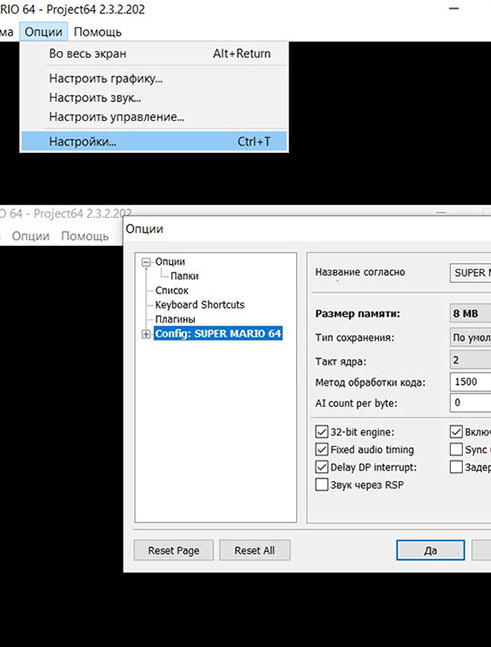 RIO 64 - Project64 2.3.2.202
ма Опции Помощь
Во весь экран Alt+Return
Настроить графику...
Настроить звук...
Настроить управление...
Настройки... Ctrl+T
O 64 - Project64 2.3.2.202
Опции Помощь
Опции
Опции
Папки
Список
Keyboard Shortcuts
Плагины
Config: SUPER MARIO 64
Название согласно SUPER M
Размер памяти: 8 MB
Тип сохранения: По умол
Такт ядра: 2
Метод обработки кода: 1500
AI count per byte: 0
32-bit engine: Включ
Fixed audio timing Sync
Delay DP interrupt: Задер
Звук через RSP
Reset Page Reset All Да